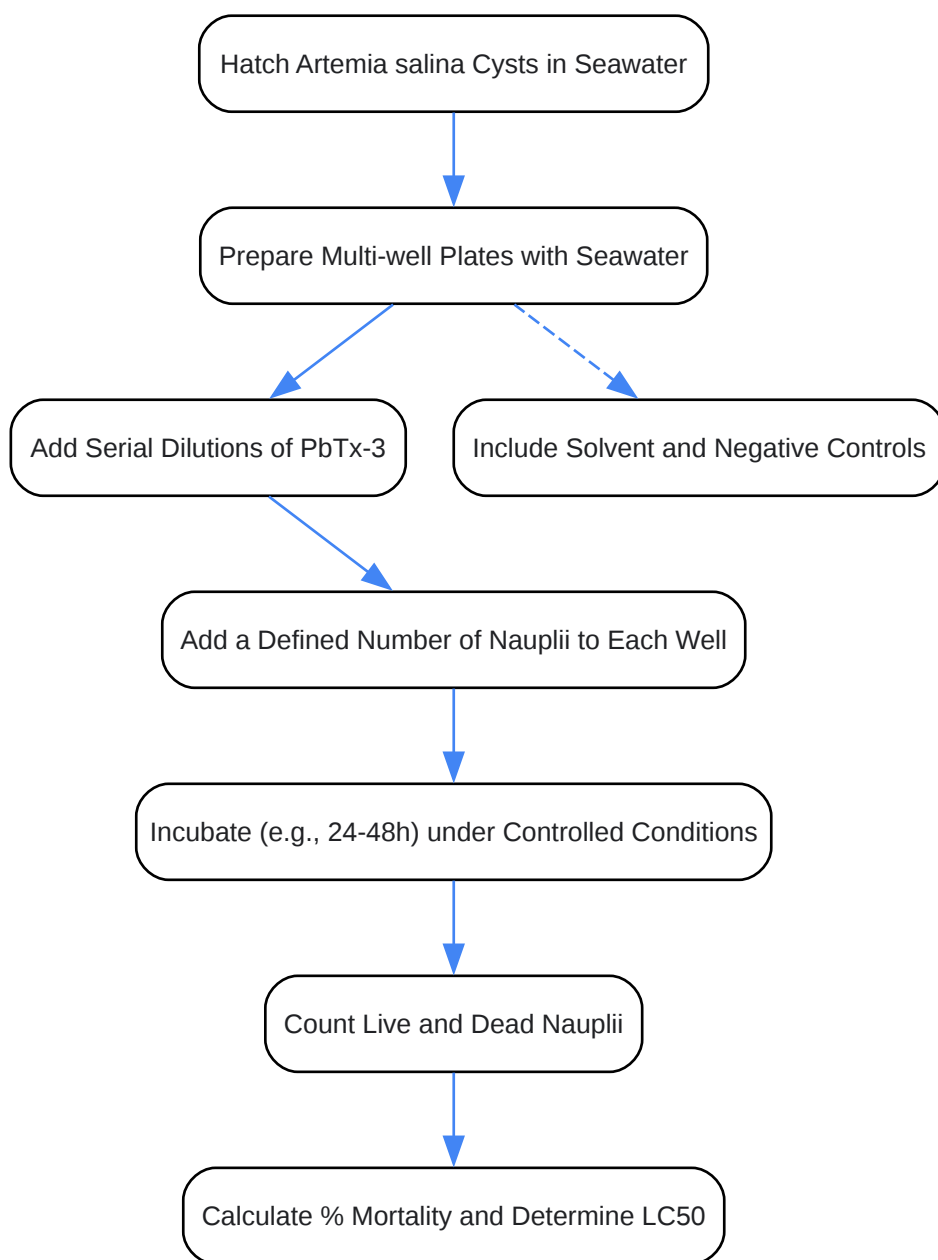 Hatch Artemia salina Cysts in Seawater
Prepare Multi-well Plates with Seawater
Add Serial Dilutions of PbTx-3
Include Solvent and Negative Controls
Add a Defined Number of Nauplii to Each Well
Incubate (e.g., 24-48h) under Controlled Conditions
Count Live and Dead Nauplii
Calculate % Mortality and Determine LC50